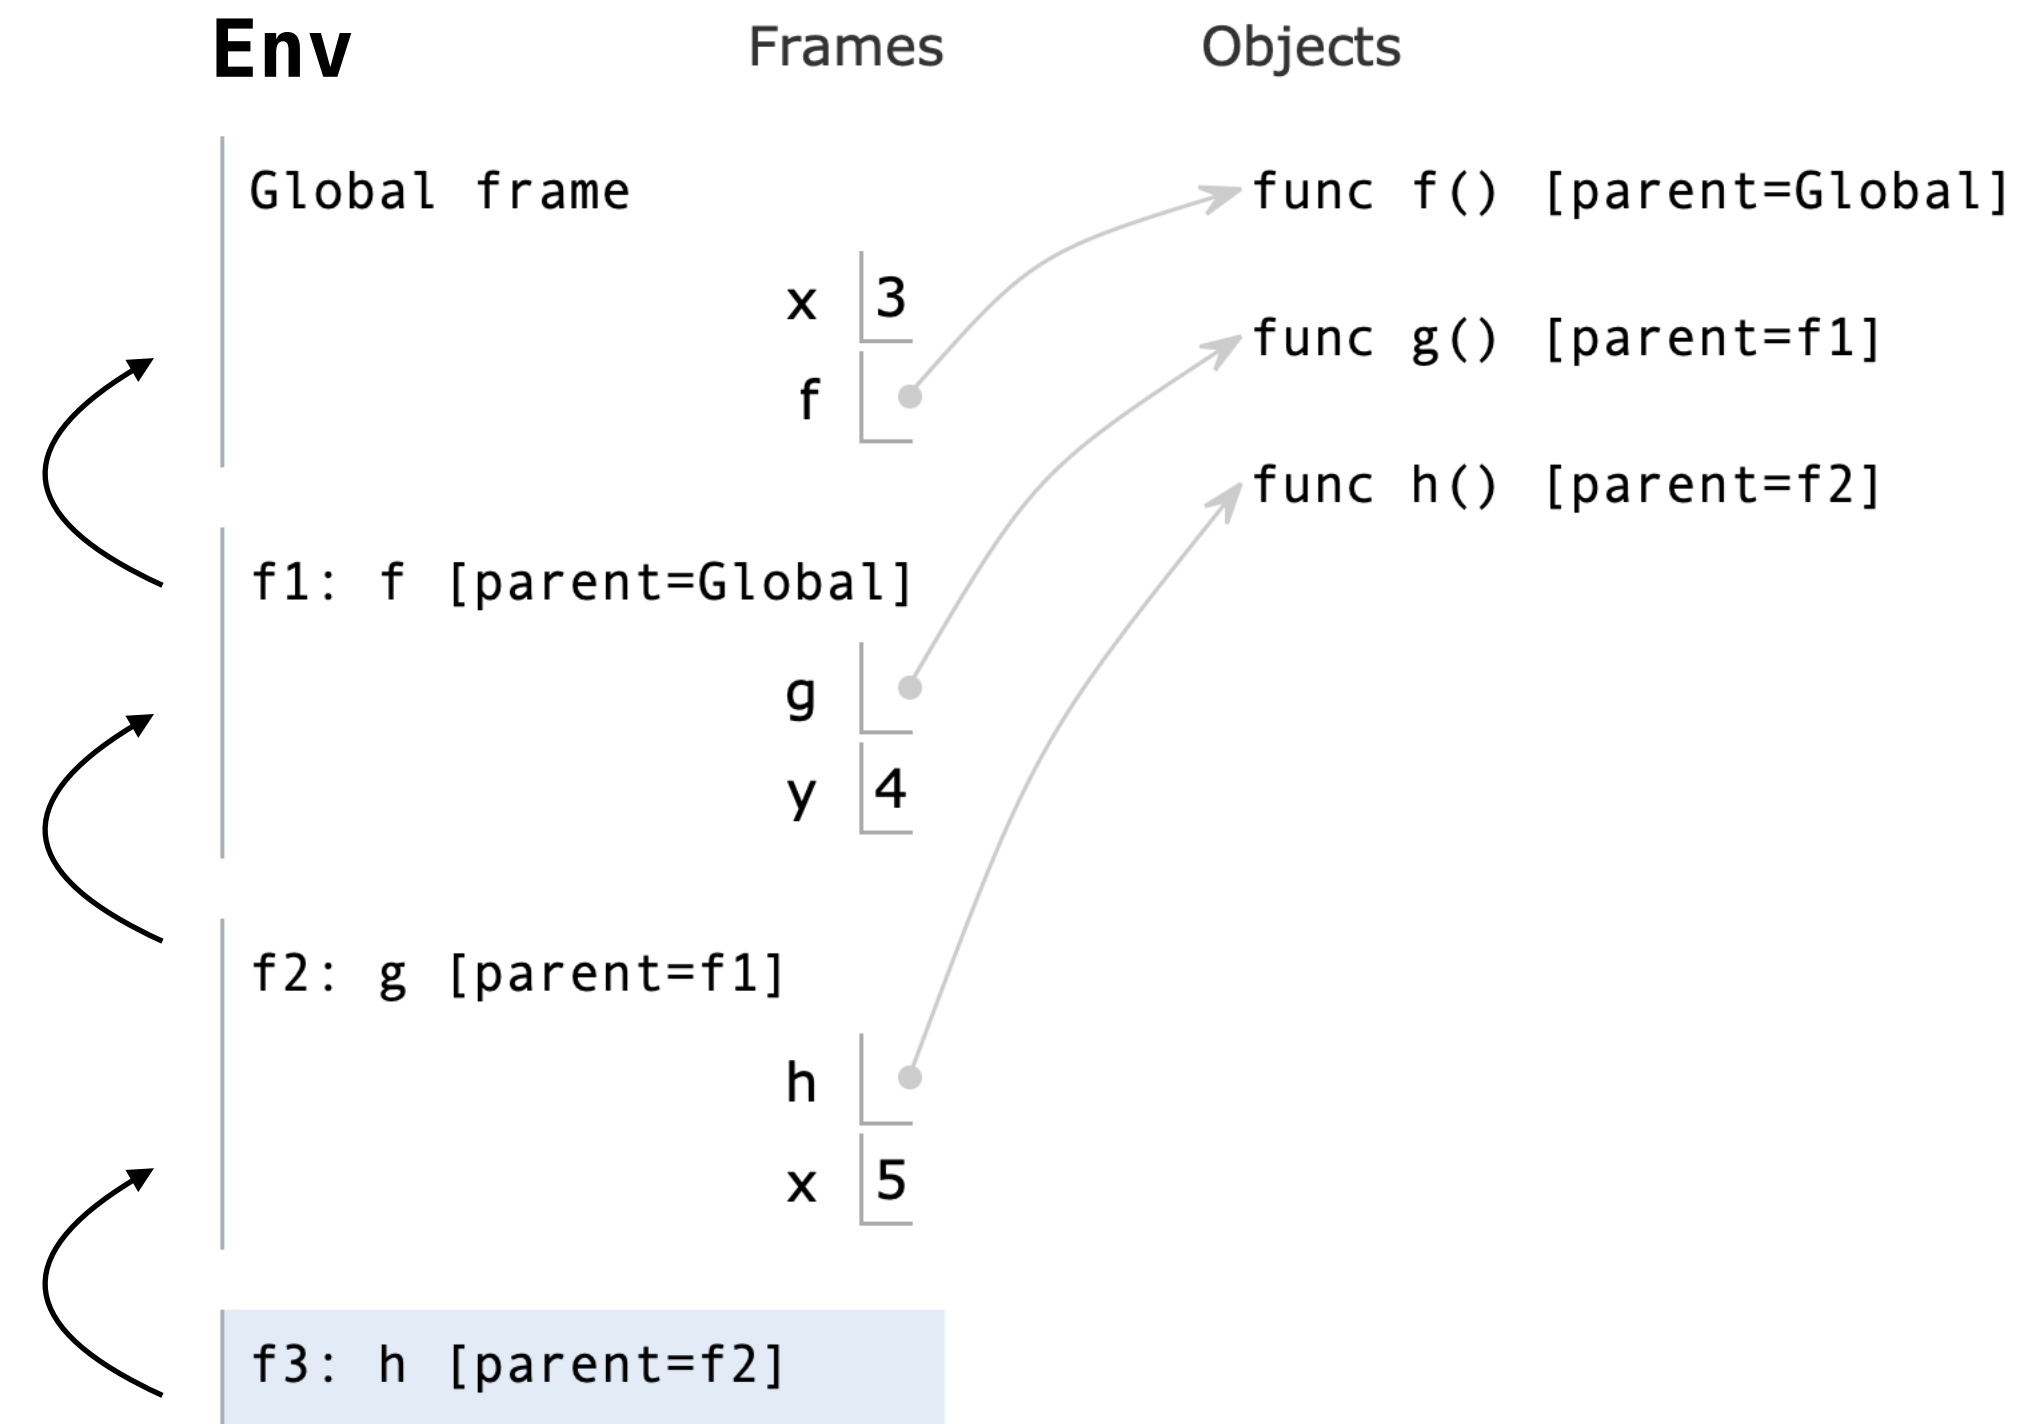 Env Frames Objects
Global frame func f() [parent=Global]
x 3
func g() [parent=f1]
f
func h() [parent=f2]
f1: f [parent=Global]
g
y 4
f2: g [parent=f1]
h
x 5
f3: h [parent=f2]